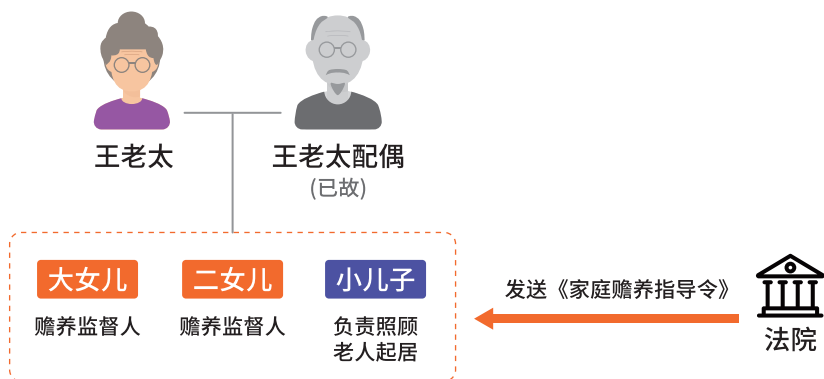 王老太
王老太配偶
(已故)
大女儿
二女儿
小儿子
赡养监督人
赡养监督人
负责照顾
老人起居
发送《家庭赡养指导令》
法院